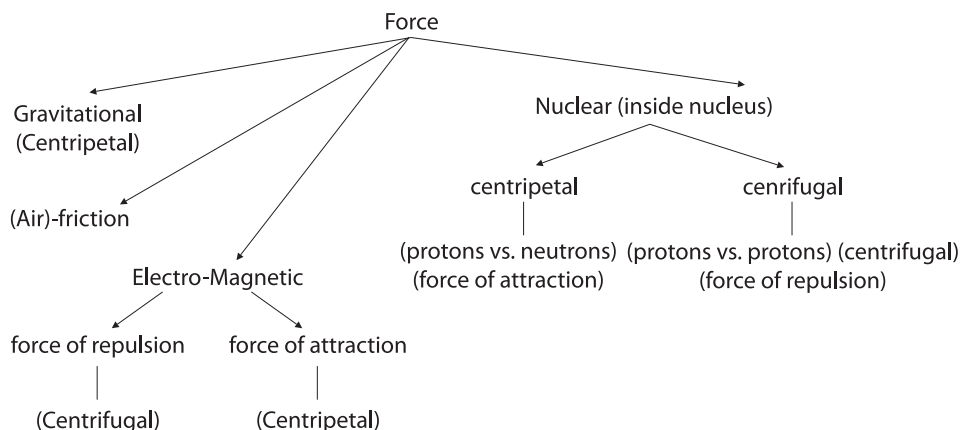 Force
Gravitational
(Centripetal)
Nuclear (inside nucleus)
centripetal
cenrifugal
(Air)-friction
(protons vs. neutrons)
(force of attraction)
(protons vs. protons) (centrifugal)
(force of repulsion)
Electro-Magnetic
force of repulsion
force of attraction
(Centrifugal)
(Centripetal)